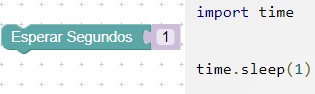 import time
Esperar Segundos 1
time.sleep(1)